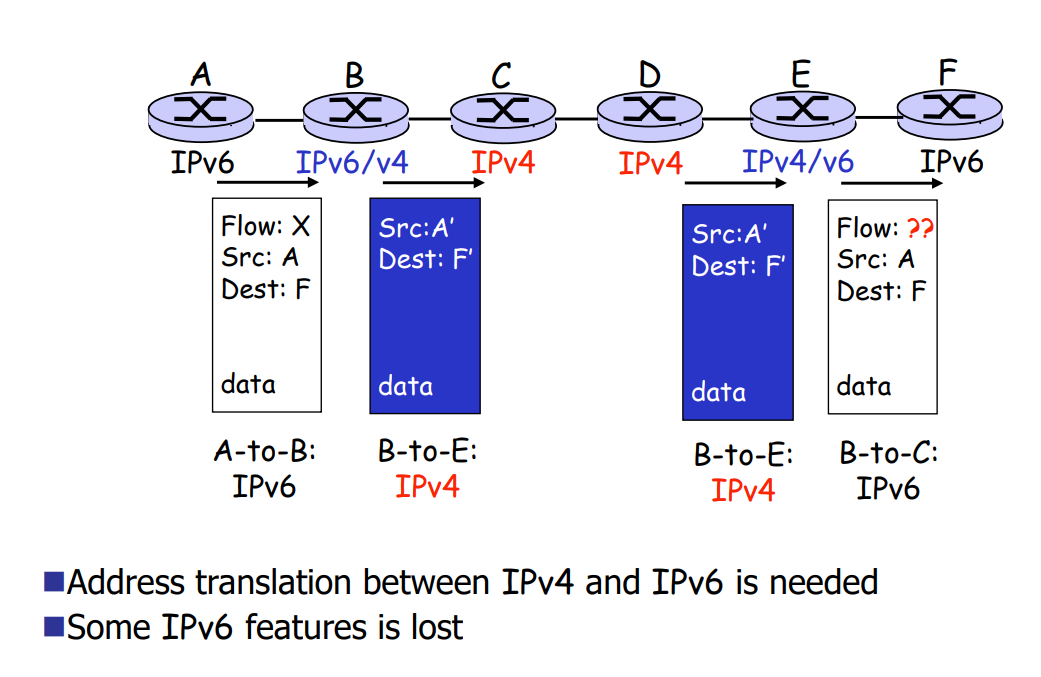 A B C D E F
IPv6 IPv6/v4 IPv4 IPv4 IPv4/v6 IPv6
Flow: X
Src: A
Dest: F
data
A-to-B:
IPv6
Src:A'
Dest: F'
data
B-to-E:
IPv4
Src:A'
Dest: F'
data
B-to-E:
IPv4
Flow: ??
Src: A
Dest: F
data
B-to-C:
IPv6
Address translation between IPv4 and IPv6 is needed
Some IPv6 features is lost